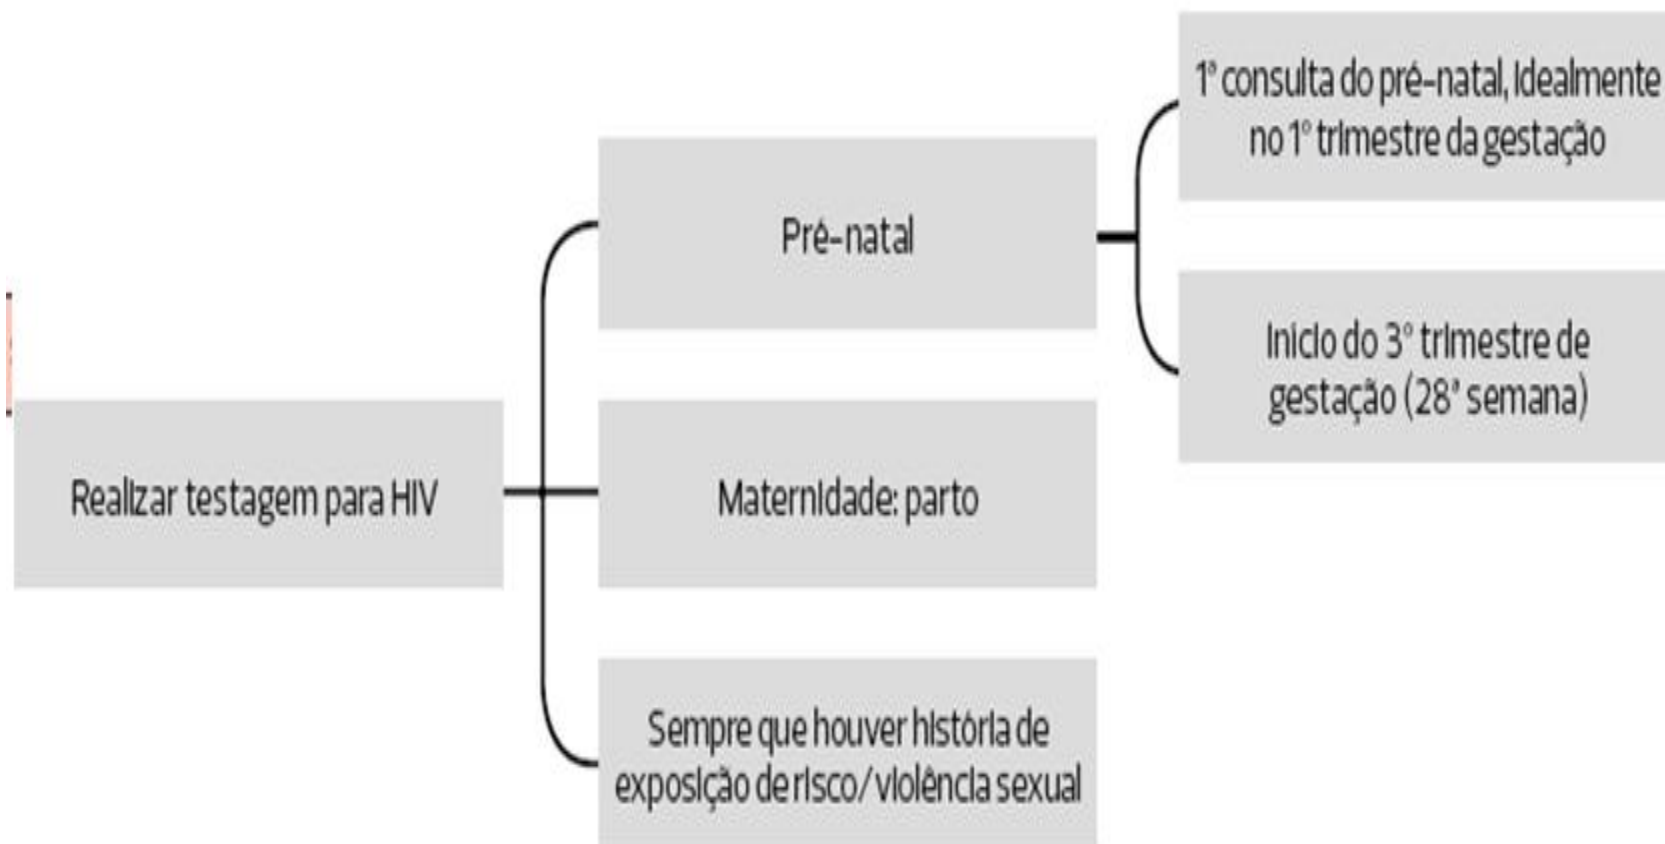 Realizar testagem para HIV
Pré-natal
1ª consulta do pré-natal, Idealmente
no 1º trimestre da gestação
Início do 3º trimestre de
gestação (28ª semana)
Maternidade: parto
Sempre que houver história de
exposição de risco/violência sexual